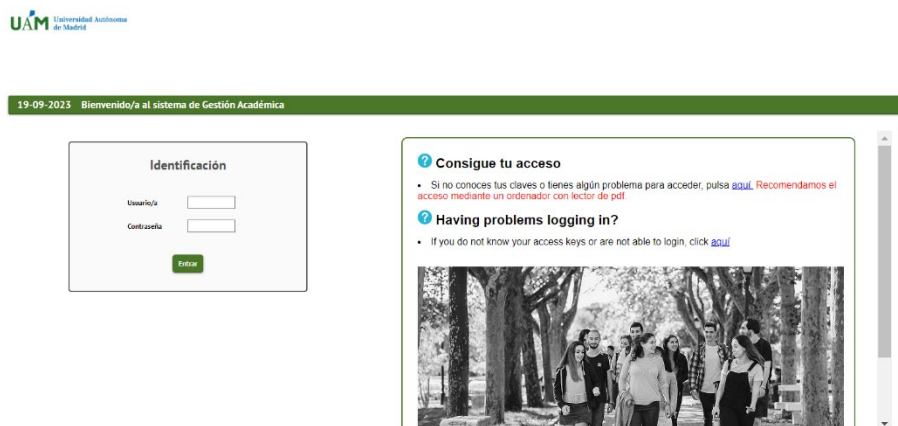 UAM Universidad Autónoma
de Madrid
19-09-2023 Bienvenido/a al sistema de Gestión Académica
Identificación
Usuario/a
Contraseña
Entrar
? Consigue tu acceso
• Si no conoces tus claves o tienes algún problema para acceder, pulsa aquí. Recomendamos el
acceso mediante un ordenador con lector de pdf.
? Having problems logging in?
• If you do not know your access keys or are not able to login, click aquí